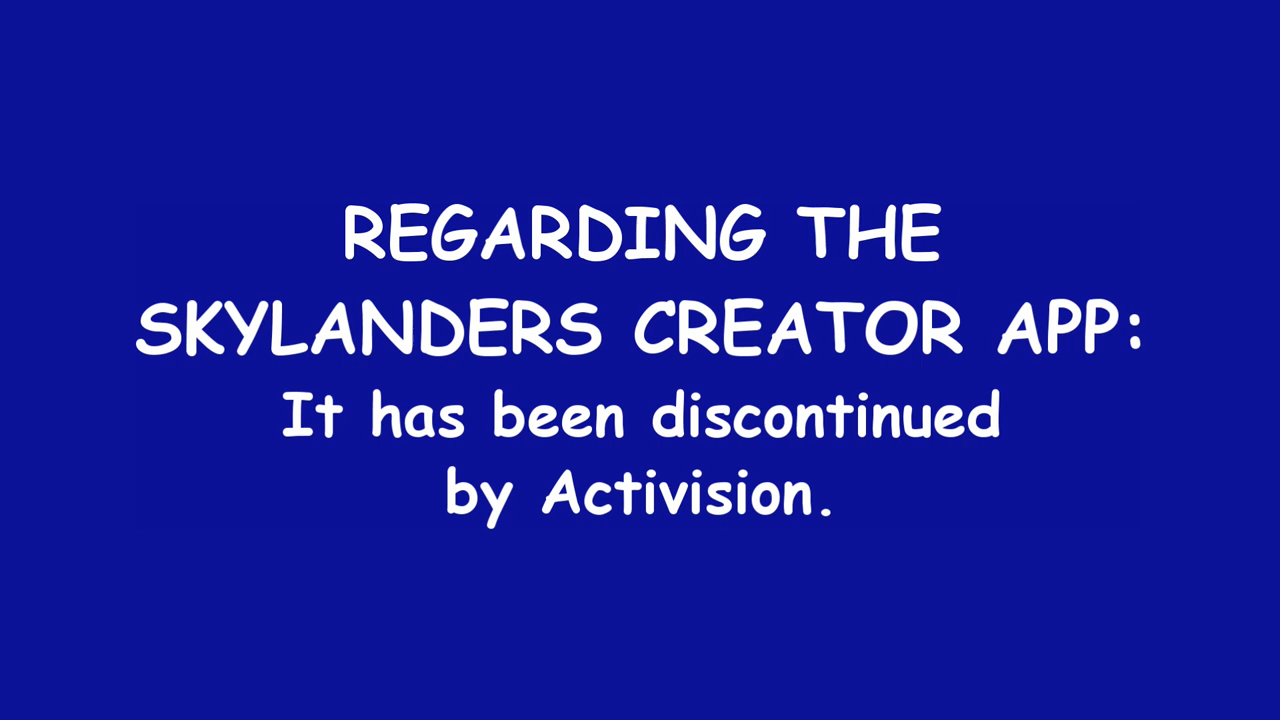 REGARDING THE
SKYLANDERS CREATOR APP:
It has been discontinued
by Activision.